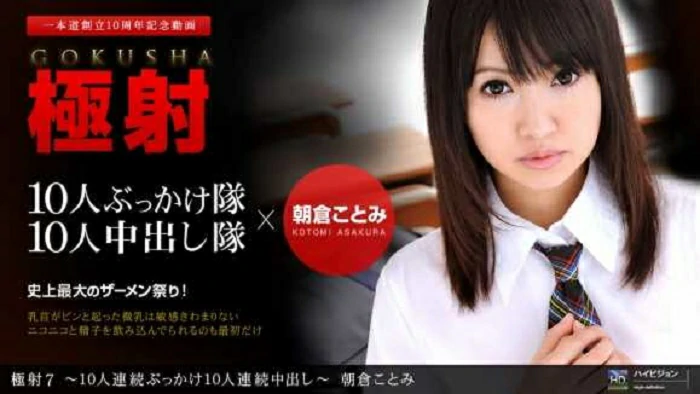 一本道創立10周年記念動画
GOKUSHA
極射
10人ぶっかけ隊
10人中出し隊
×
朝倉ことみ
KOTOMI ASAKURA
史上最大のザーメン祭り!
乳首がピンと起った微乳は敏感きわまりない
ニコニコと精子を飲み込んでられるのも最初だけ
極射7 ～10人連続ぶっかけ10人連続中出し～ 朝倉ことみ
HD ハイビジョン